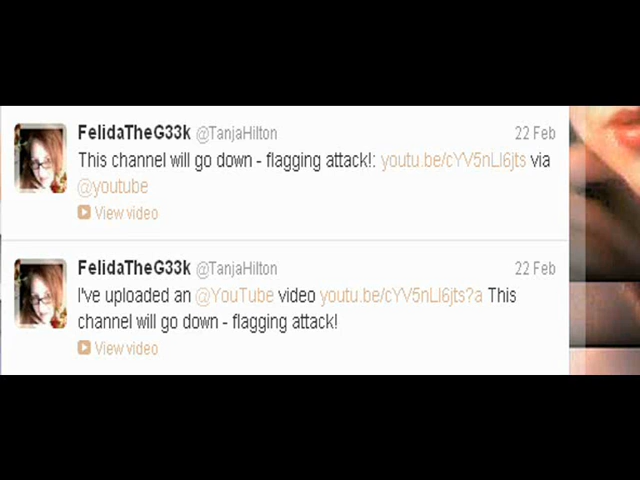 FelidaTheG33k @TanjaHilton 22 Feb
This channel will go down - flagging attack!: youtu.be/cYV5nLl6jts via
@youtube
View video
FelidaTheG33k @TanjaHilton 22 Feb
I've uploaded an @YouTube video youtu.be/cYV5nLl6jts?a This
channel will go down - flagging attack!
View video